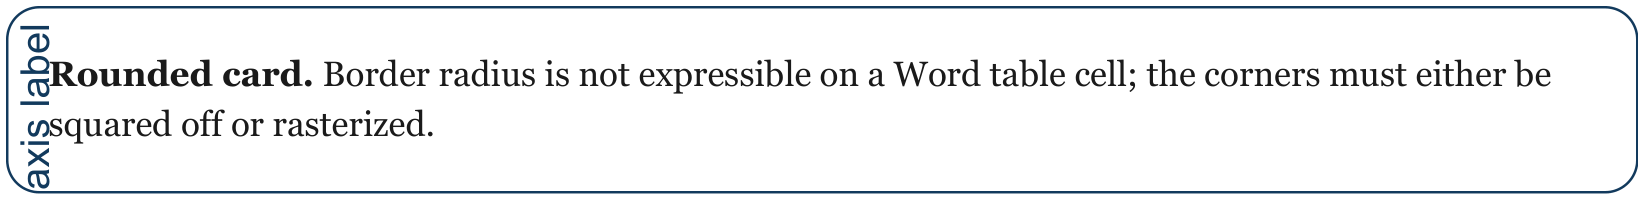 axis label
Rounded card. Border radius is not expressible on a Word table cell; the corners must either be
squared off or rasterized.